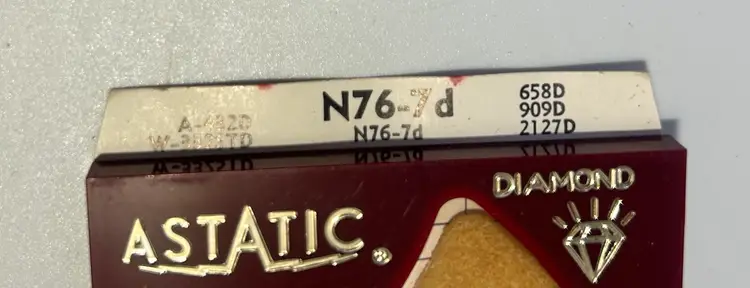 N76-7d
N76-7d
658D
909D
2127D
DIAMOND
ASTATIC®